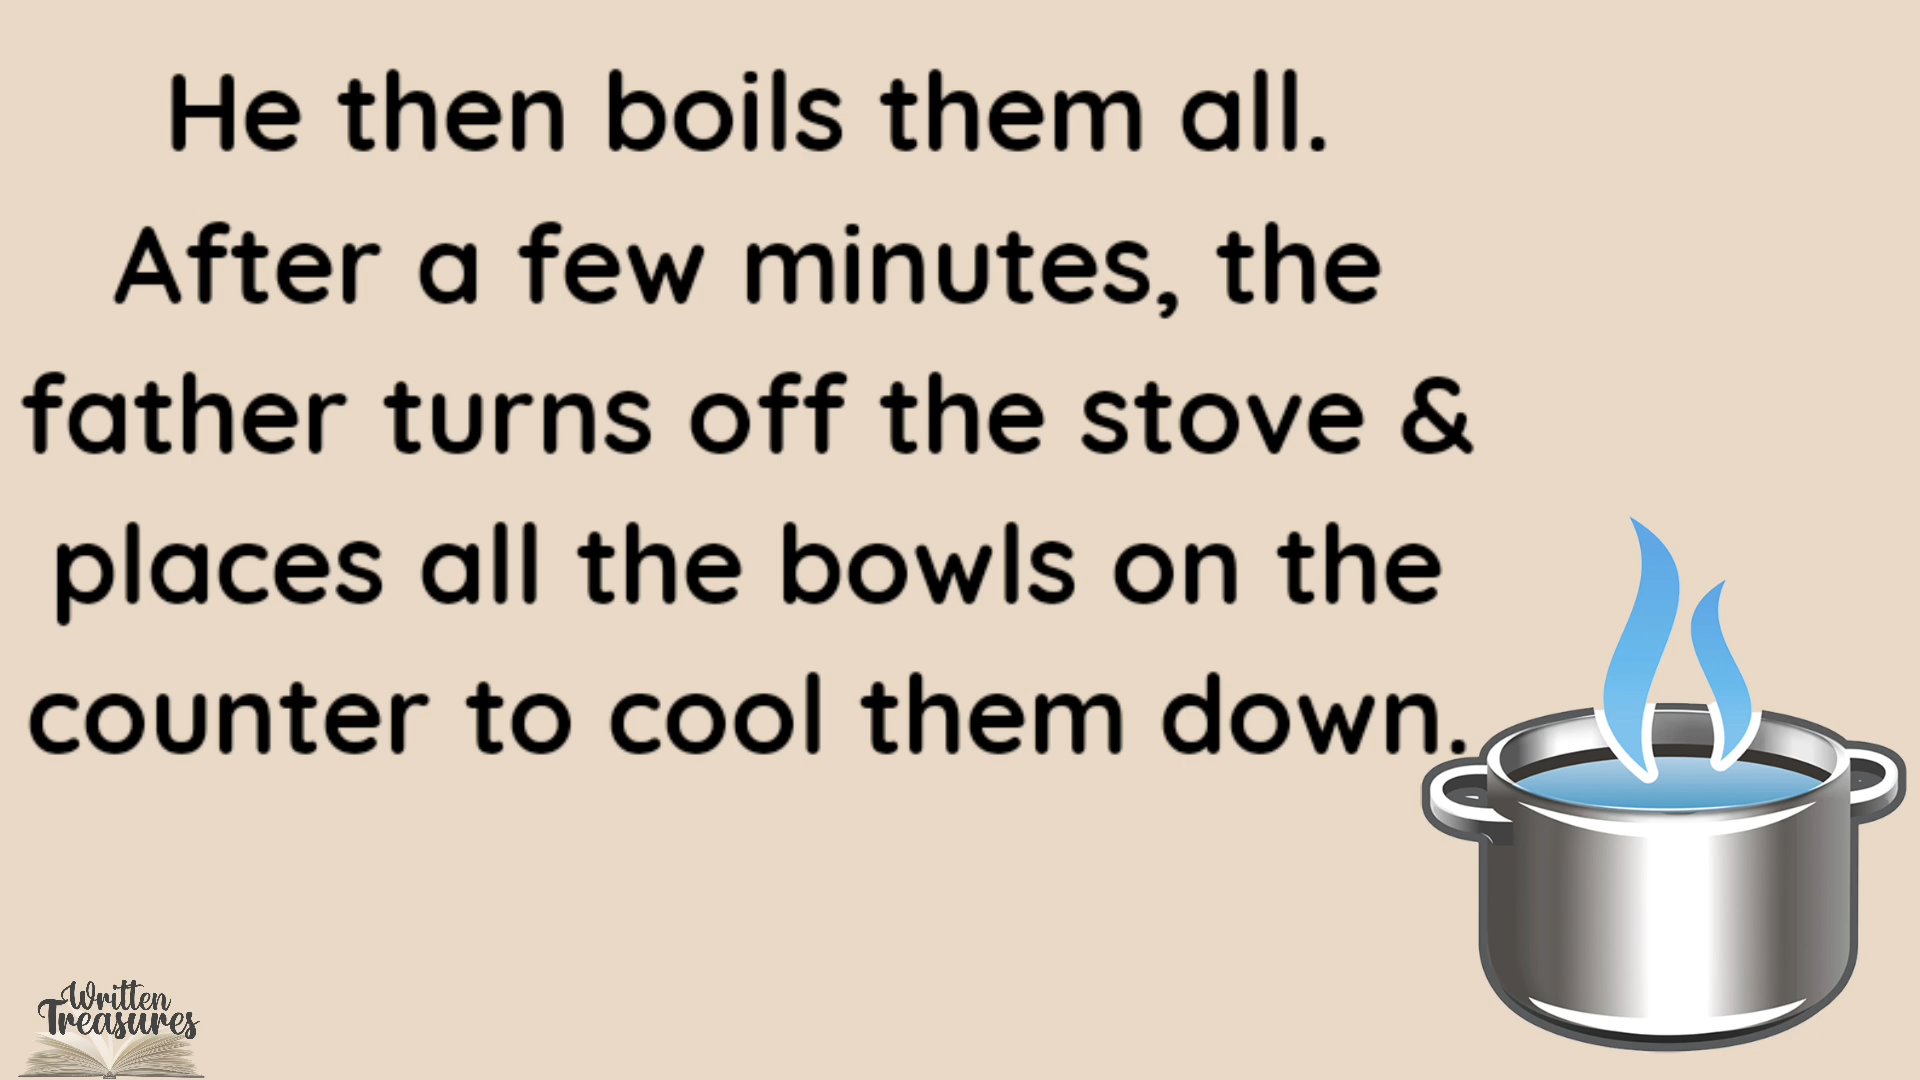 He then boils them all.
After a few minutes, the
father turns off the stove &
places all the bowls on the
counter to cool them down.
Written
Treasures